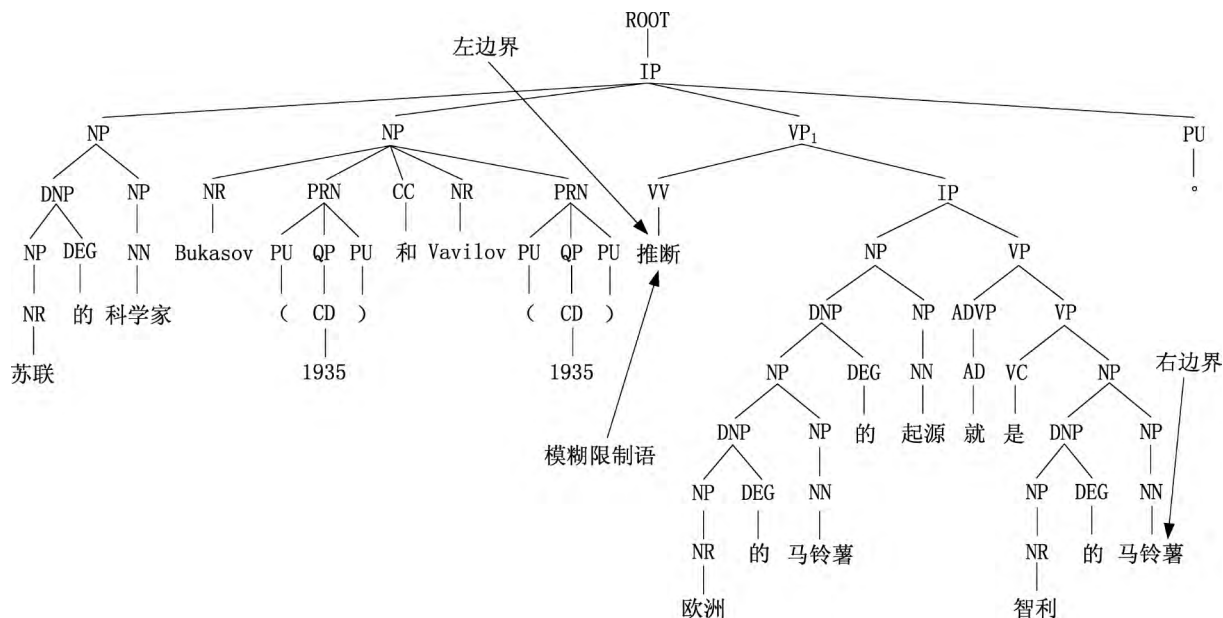 ROOT
左边界
IP
NP NP VP₁ PU
DNP NP NR PRN CC NR PRN VV IP 。
NP DEG NN Bukasov PU QP PU 和 Vavilov PU QP PU 推断 NP VP
NR 的 科学家 ( CD ) ( CD ) DNP NP ADVP VP
苏联 1935 1935 NP DEG NN AD VC NP 右边界
DNP NP 的 起源 就 是 DNP NP
模糊限制语
NP DEG NN NP DEG NN
NR 的 马铃薯 NR 的 马铃薯
欧洲 智利